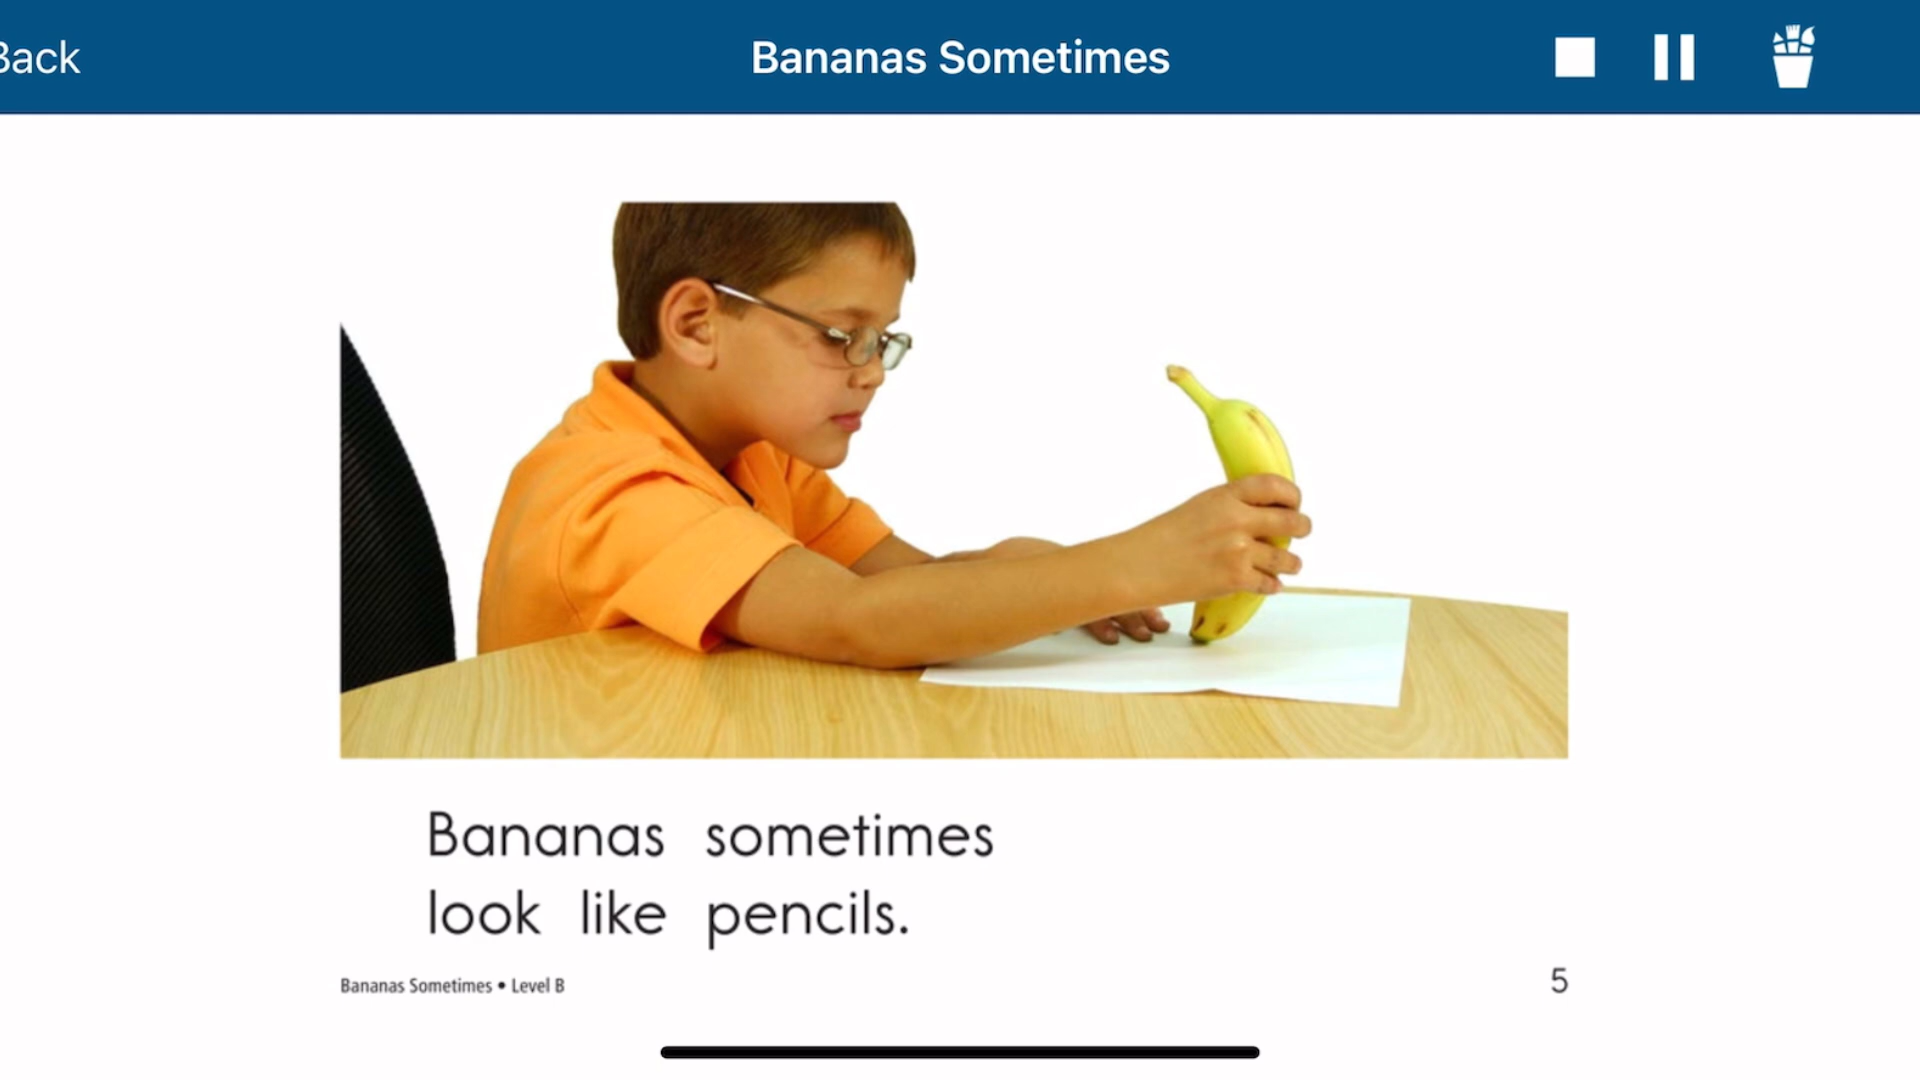 Back
Bananas Sometimes
Bananas sometimes
look like pencils.
Bananas Sometimes • Level B
5